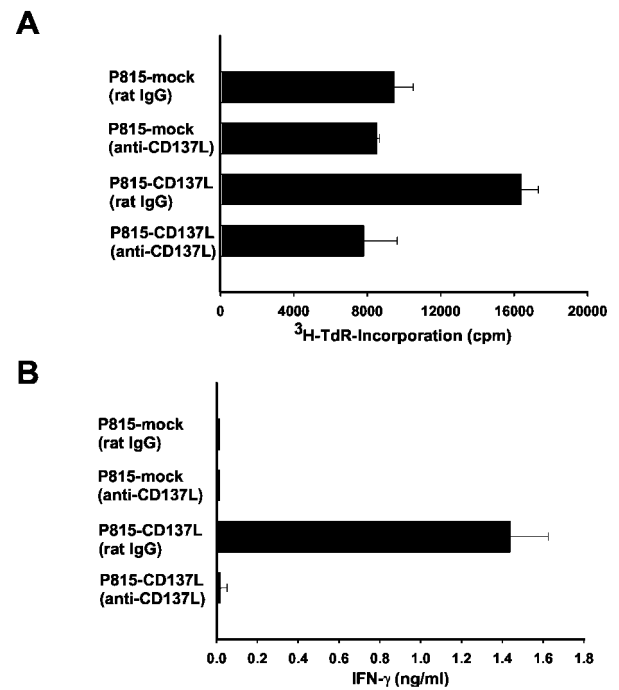 A
P815-mock
(rat IgG)
P815-mock
(anti-CD137L)
P815-CD137L
(rat IgG)
P815-CD137L
(anti-CD137L)
0 4000 8000 12000 16000 20000
³H-TdR-Incorporation (cpm)
B
P815-mock
(rat IgG)
P815-mock
(anti-CD137L)
P815-CD137L
(rat IgG)
P815-CD137L
(anti-CD137L)
0.0 0.2 0.4 0.6 0.8 1.0 1.2 1.4 1.6 1.8
IFN-γ (ng/ml)